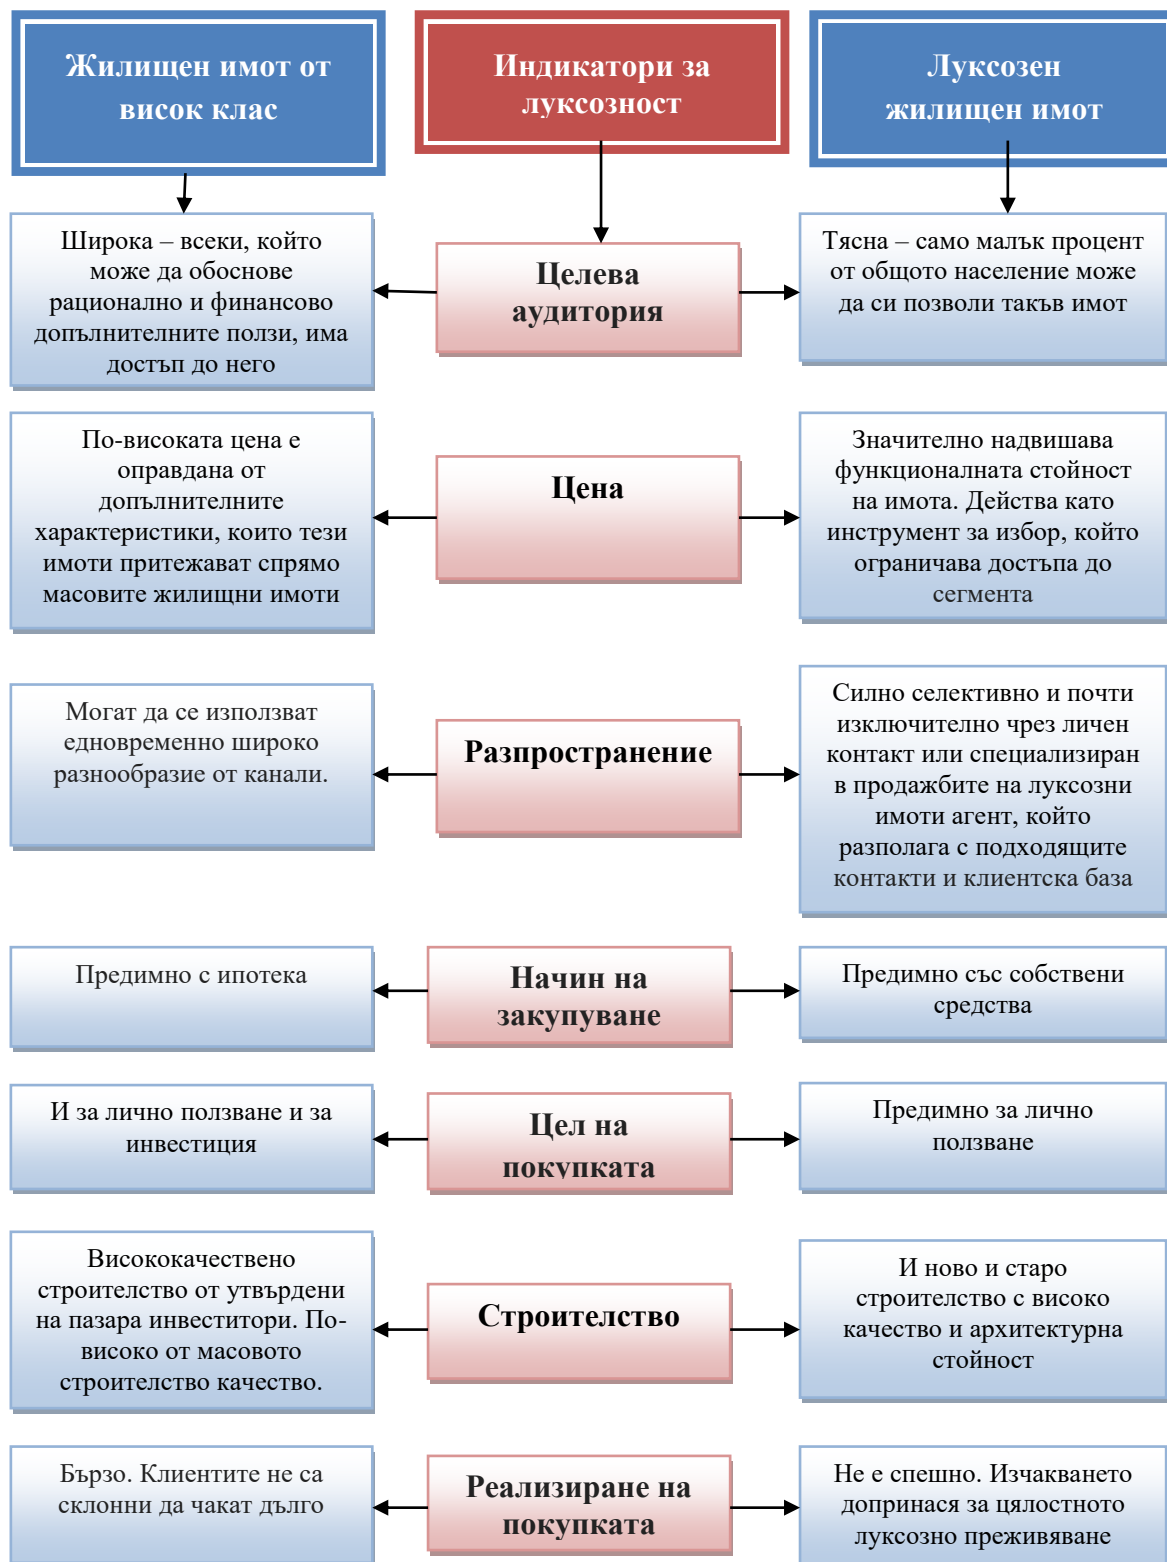 Жилищен имот от
висок клас
Индикатори за
луксозност
Луксозен
жилищен имот
Широка – всеки, който
може да обоснове
рационално и финансово
допълнителните ползи, има
достъп до него
Целева
аудитория
Тясна – само малък процент
от общото население може
да си позволи такъв имот
По-високата цена е
оправдана от
допълнителните
характеристики, които тези
имоти притежават спрямо
масовите жилищни имоти
Цена
Значително надвишава
функционалната стойност
на имота. Действа като
инструмент за избор, който
ограничава достъпа до
сегмента
Могат да се използват
едновременно широко
разнообразие от канали.
Разпространение
Силно селективно и почти
изключително чрез личен
контакт или специализиран
в продажбите на луксозни
имоти агент, който
разполага с подходящите
контакти и клиентска база
Предимно с ипотека
Начин на
закупуване
Предимно със собствени
средства
И за лично ползване и за
инвестиция
Цел на
покупката
Предимно за лично
ползване
Висококачествено
строителство от утвърдени
на пазара инвеститори. По-
високо от масовото
строителство качество.
Строителство
И ново и старо
строителство с високо
качество и архитектурна
стойност
Бързо. Клиентите не са
склонни да чакат дълго
Реализиране на
покупката
Не е спешно. Изчакването
допринася за цялостното
луксозно преживяване